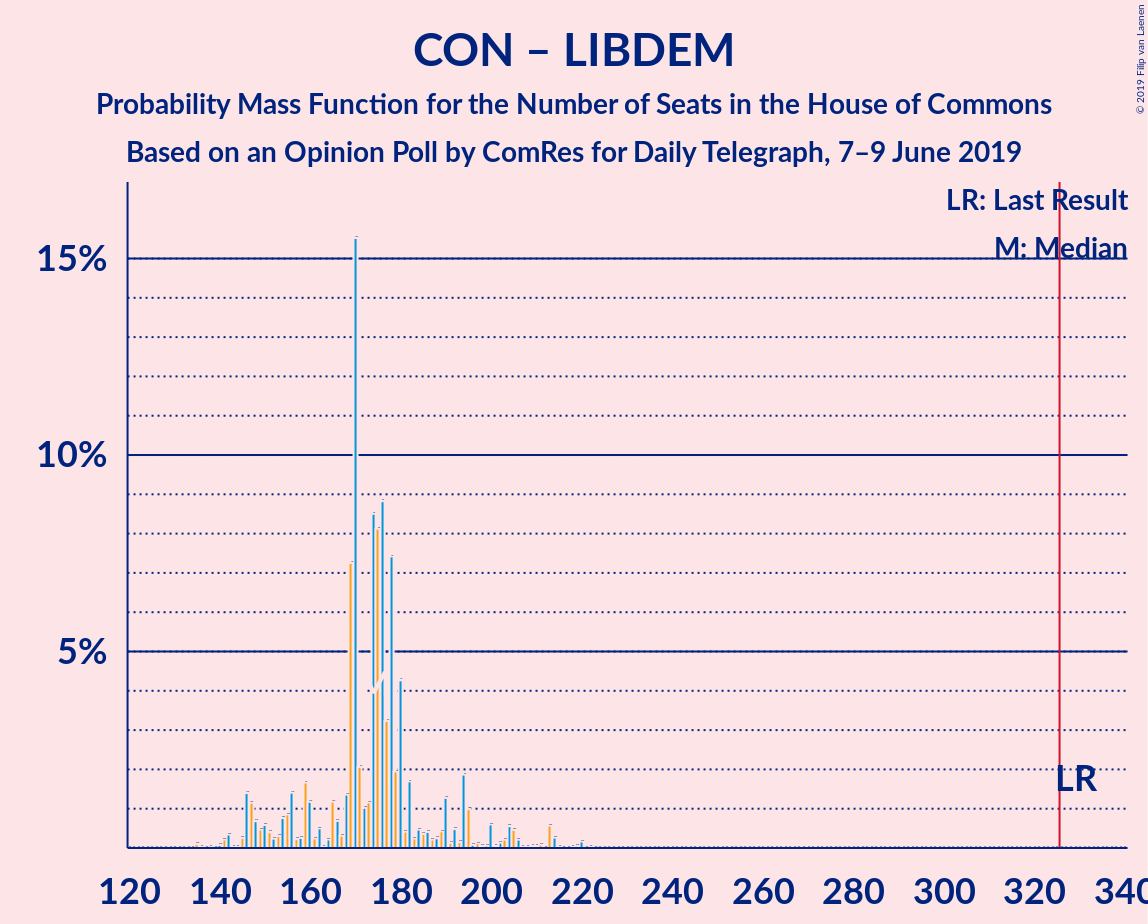 CON – LIBDEM
Probability Mass Function for the Number of Seats in the House of Commons
Based on an Opinion Poll by ComRes for Daily Telegraph, 7–9 June 2019
© 2019 Filip van Laenen
LR: Last Result
M: Median
15%
10%
5%
LR
120 140 160 180 200 220 240 260 280 300 320 340